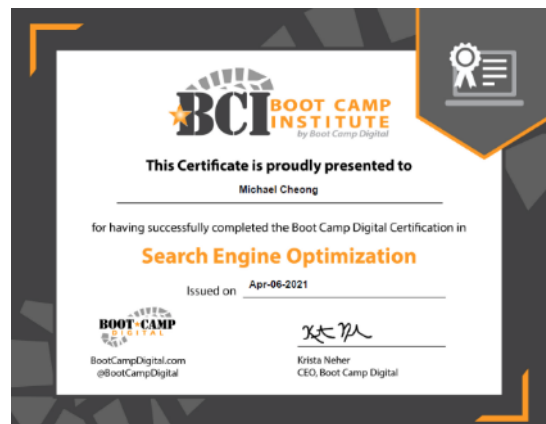 BCI BOOT CAMP
INSTITUTE
by Boot Camp Digital
This Certificate is proudly presented to
Michael Cheong
for having successfully completed the Boot Camp Digital Certification in
Search Engine Optimization
Issued on Apr-06-2021
BOOT CAMP
DIGITAL
BootCampDigital.com
@BootCampDigital
Krista Neher
CEO, Boot Camp Digital